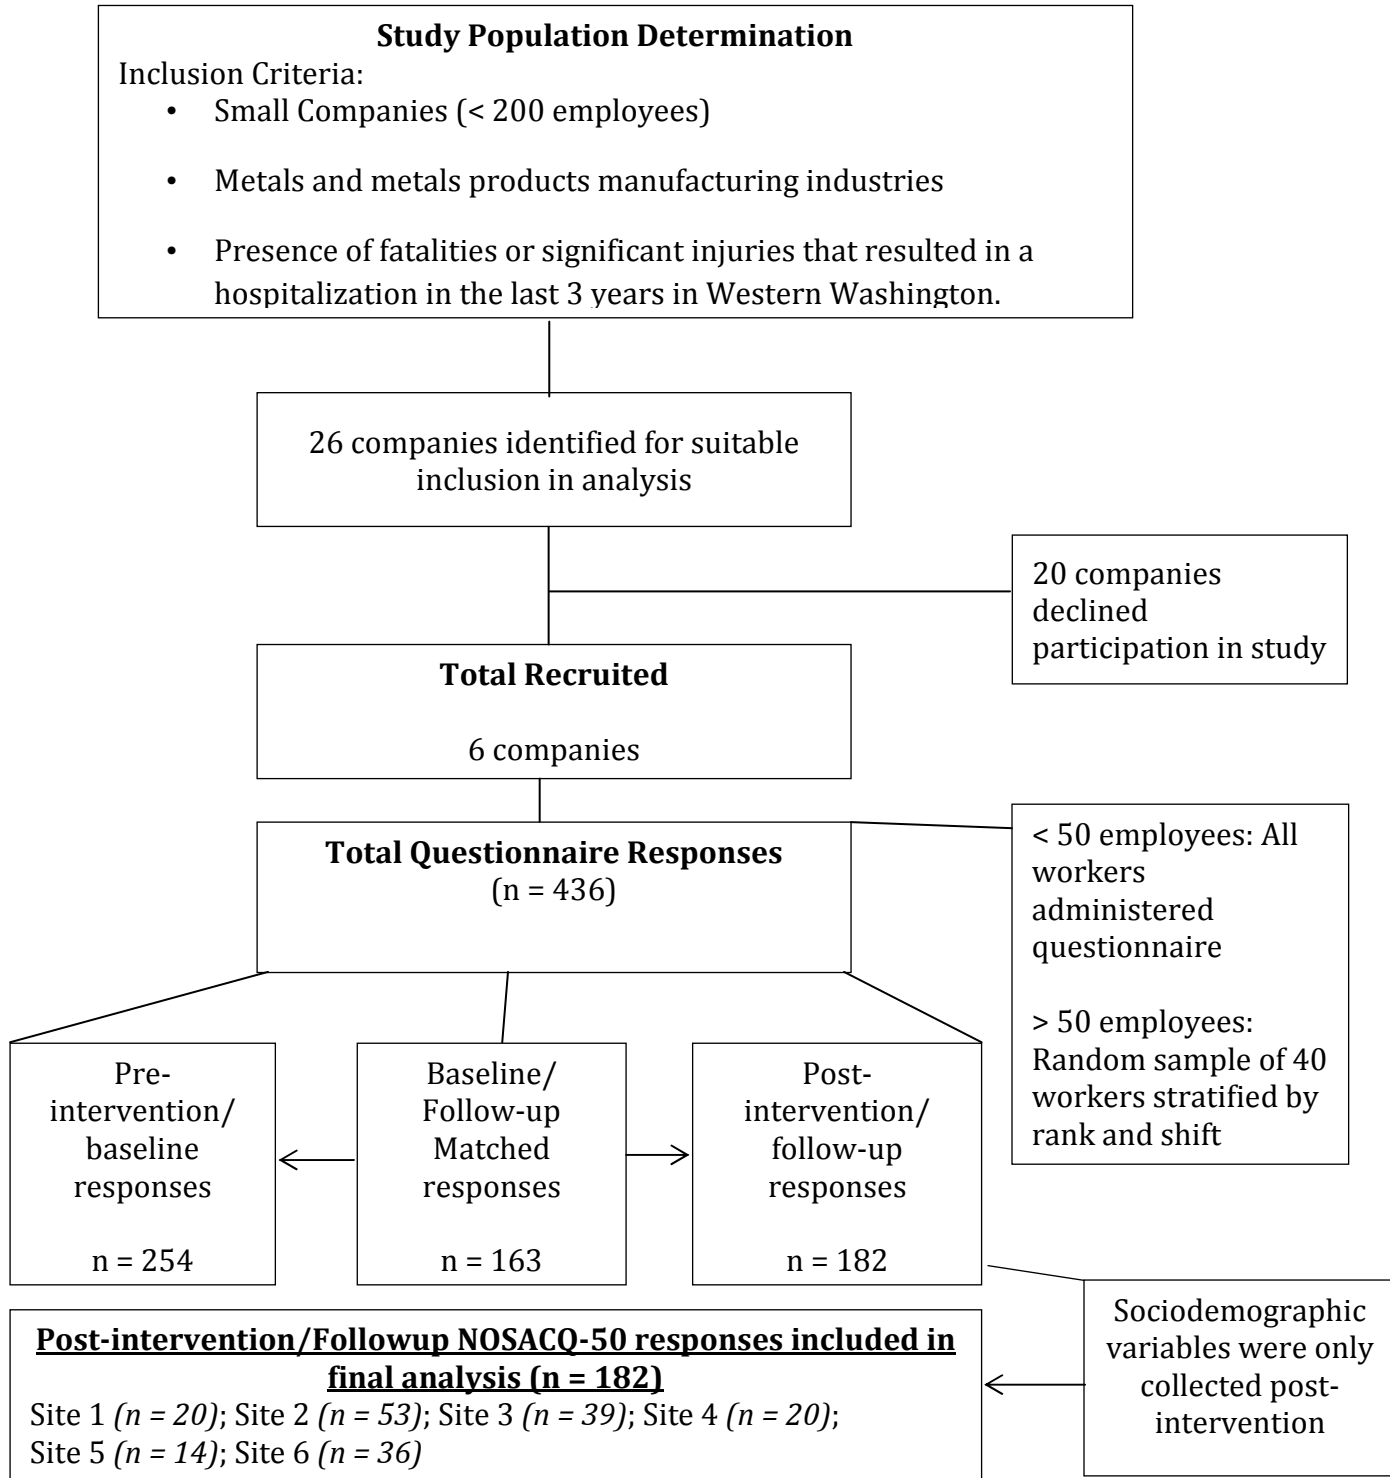 Study Population Determination
Inclusion Criteria:
• Small Companies (< 200 employees)
• Metals and metals products manufacturing industries
• Presence of fatalities or significant injuries that resulted in a
hospitalization in the last 3 years in Western Washington.
26 companies identified for suitable
inclusion in analysis
20 companies
declined
participation in study
Total Recruited
6 companies
Total Questionnaire Responses
(n = 436)
< 50 employees: All
workers
administered
questionnaire
> 50 employees:
Random sample of 40
workers stratified by
rank and shift
Pre-
intervention/
baseline
responses
n = 254
Baseline/
Follow-up
Matched
responses
n = 163
Post-
intervention/
follow-up
responses
n = 182
Sociodemographic
variables were only
collected post-
intervention
Post-intervention/Followup NOSACQ-50 responses included in
final analysis (n = 182)
Site 1 (n = 20); Site 2 (n = 53); Site 3 (n = 39); Site 4 (n = 20);
Site 5 (n = 14); Site 6 (n = 36)